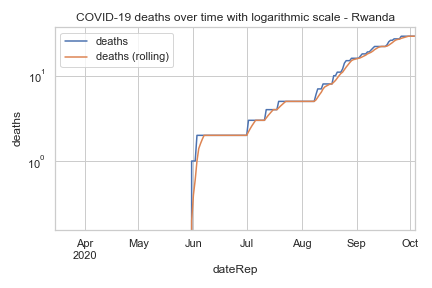 COVID-19 deaths over time with logarithmic scale - Rwanda
deaths
deaths (rolling)
deaths
10¹
10⁰
Apr
2020
May
Jun
Jul
Aug
Sep
Oct
dateRep